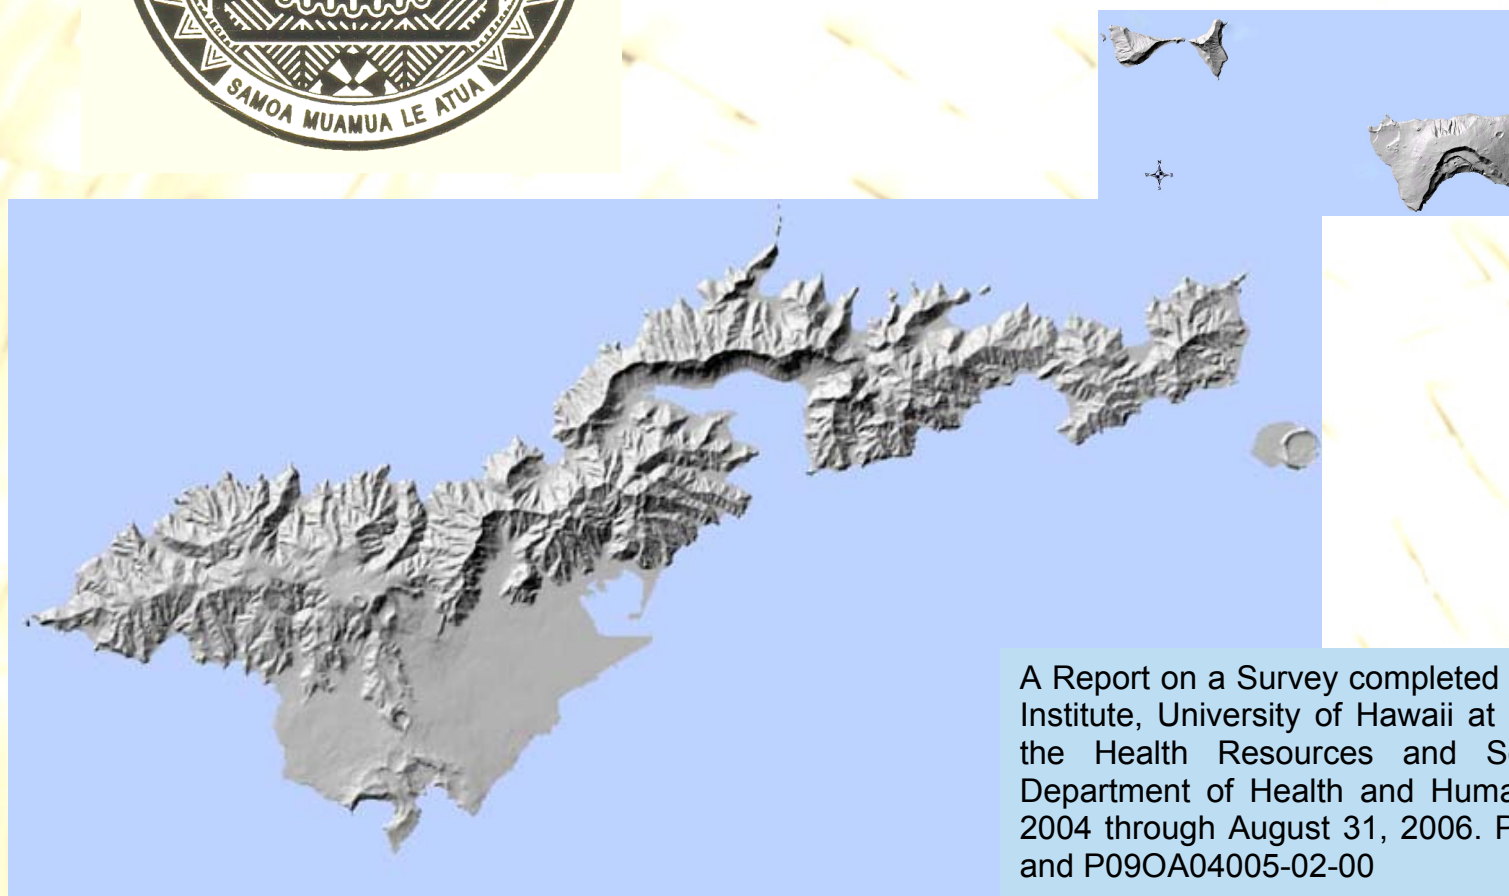 SAMOA MUAMUA LE ATUA
A Report on a Survey completed
Institute, University of Hawaii at
the Health Resources and S
Department of Health and Huma
2004 through August 31, 2006. P
and P09OA04005-02-00